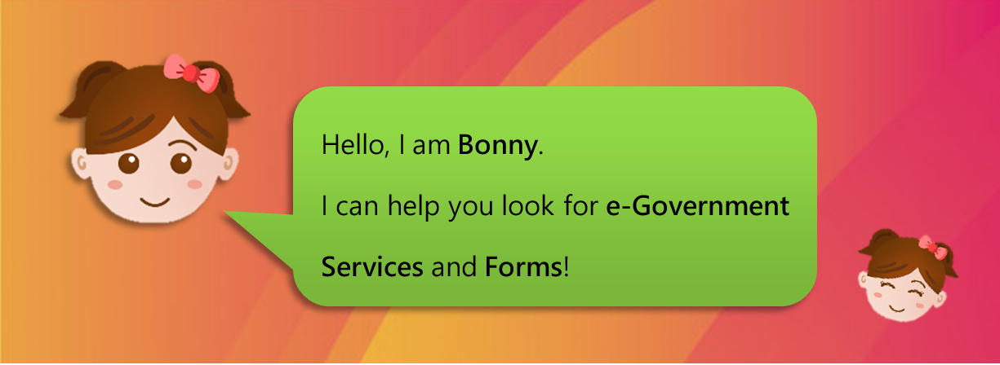 Hello, I am Bonny.
I can help you look for e-Government
Services and Forms!